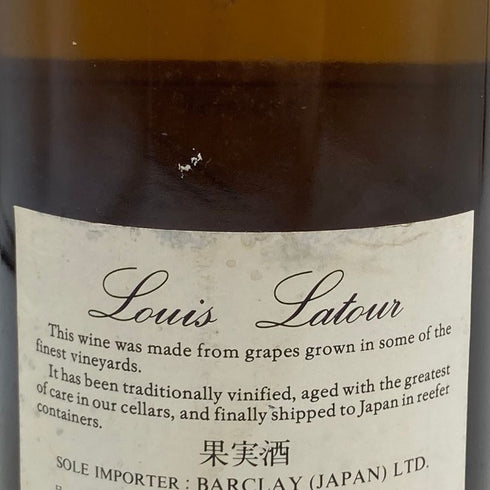 Louis Latour
This wine was made from grapes grown in some of the
finest vineyards.
It has been traditionally vinified, aged with the greatest
of care in our cellars, and finally shipped to Japan in reefer
containers.
果実酒
SOLE IMPORTER : BARCLAY (JAPAN) LTD.